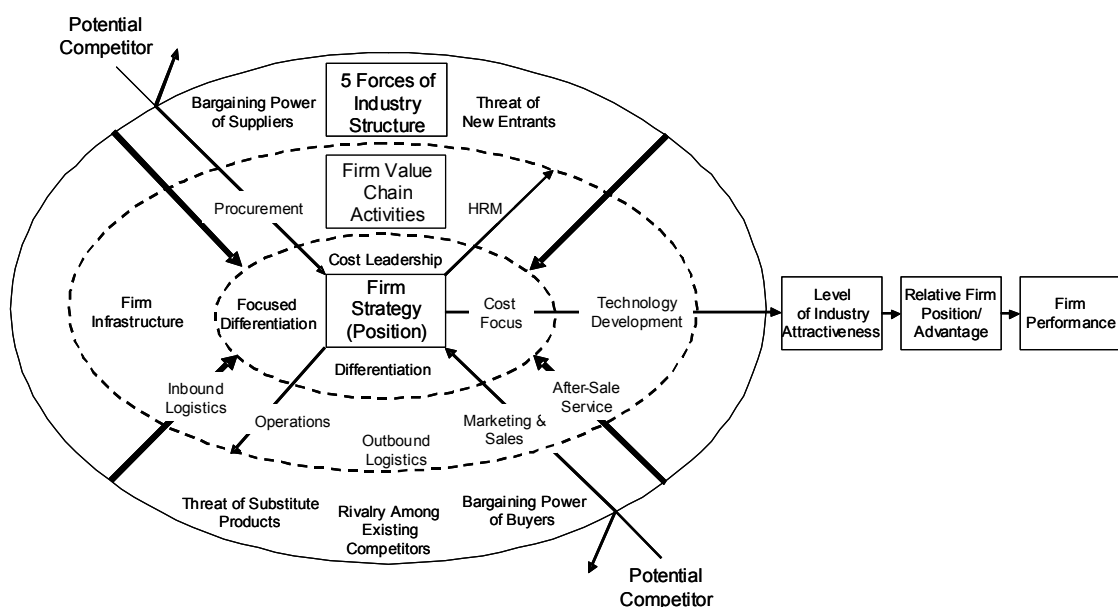 Potential
Competitor
5 Forces of
Industry
Structure
Bargaining Power
of Suppliers
Threat of
New Entrants
Firm Value
Chain
Activities
Procurement
HRM
Cost Leadership
Firm
Infrastructure
Focused
Differentiation
Firm
Strategy
(Position)
Cost
Focus
Technology
Development
Level
of Industry
Attractiveness
Relative Firm
Position/
Advantage
Firm
Performance
Differentiation
Inbound
Logistics
Operations
Outbound
Logistics
Marketing &
Sales
After-Sale
Service
Threat of Substitute
Products
Rivalry Among
Existing
Competitors
Bargaining Power
of Buyers
Potential
Competitor